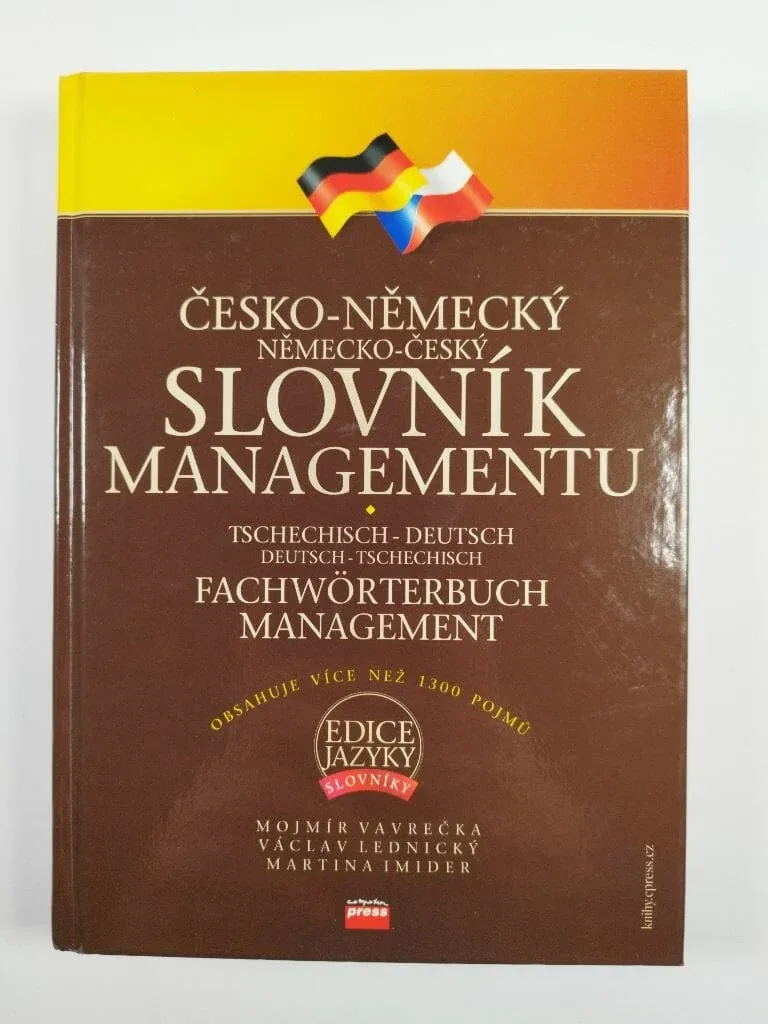 ČESKO-NĚMECKÝ
NĚMECKO-ČESKÝ
SLOVNÍK
MANAGEMENTU
TSCHECHISCH - DEUTSCH
DEUTSCH - TSCHECHISCH
FACHWÖRTERBUCH
MANAGEMENT
OBSAHUJE VÍCE NEŽ 1300 POJMŮ
EDICE
JAZYKY
SLOVNÍKY
MOJMÍR VAVREČKA
VÁCLAV LEDNICKÝ
MARTINA IMIDER
computer
press
knihy.cpress.cz